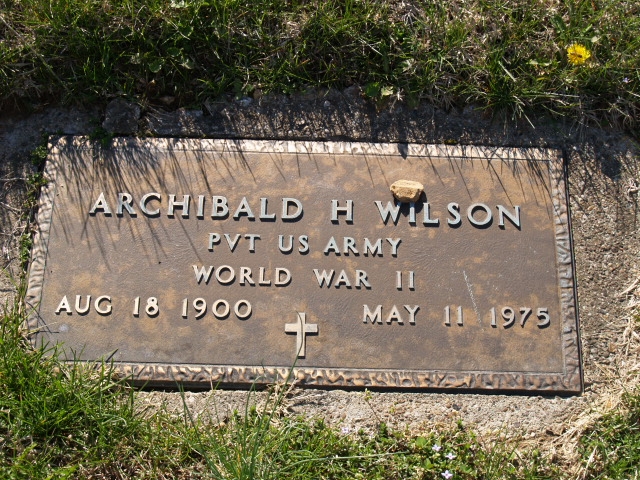 ARCHIBALD H WILSON
PVT US ARMY
WORLD WAR II
AUG 18 1900 MAY 11 1975